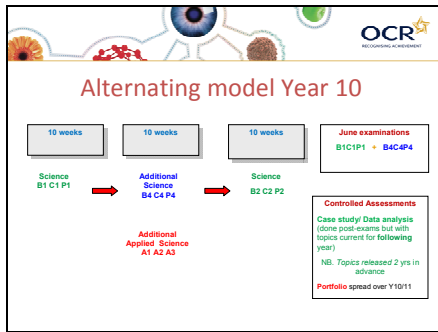 OCR
RECOGNISING ACHIEVEMENT
Alternating model Year 10
10 weeks
10 weeks
10 weeks
June examinations
B1C1P1 + B4C4P4
Science
B1 C1 P1
Additional
Science
B4 C4 P4
Science
B2 C2 P2
Additional
Applied Science
A1 A2 A3
Controlled Assessments
Case study/ Data analysis
(done post-exams but with
topics current for following
year)
NB. Topics released 2 yrs in
advance
Portfolio spread over Y10/11